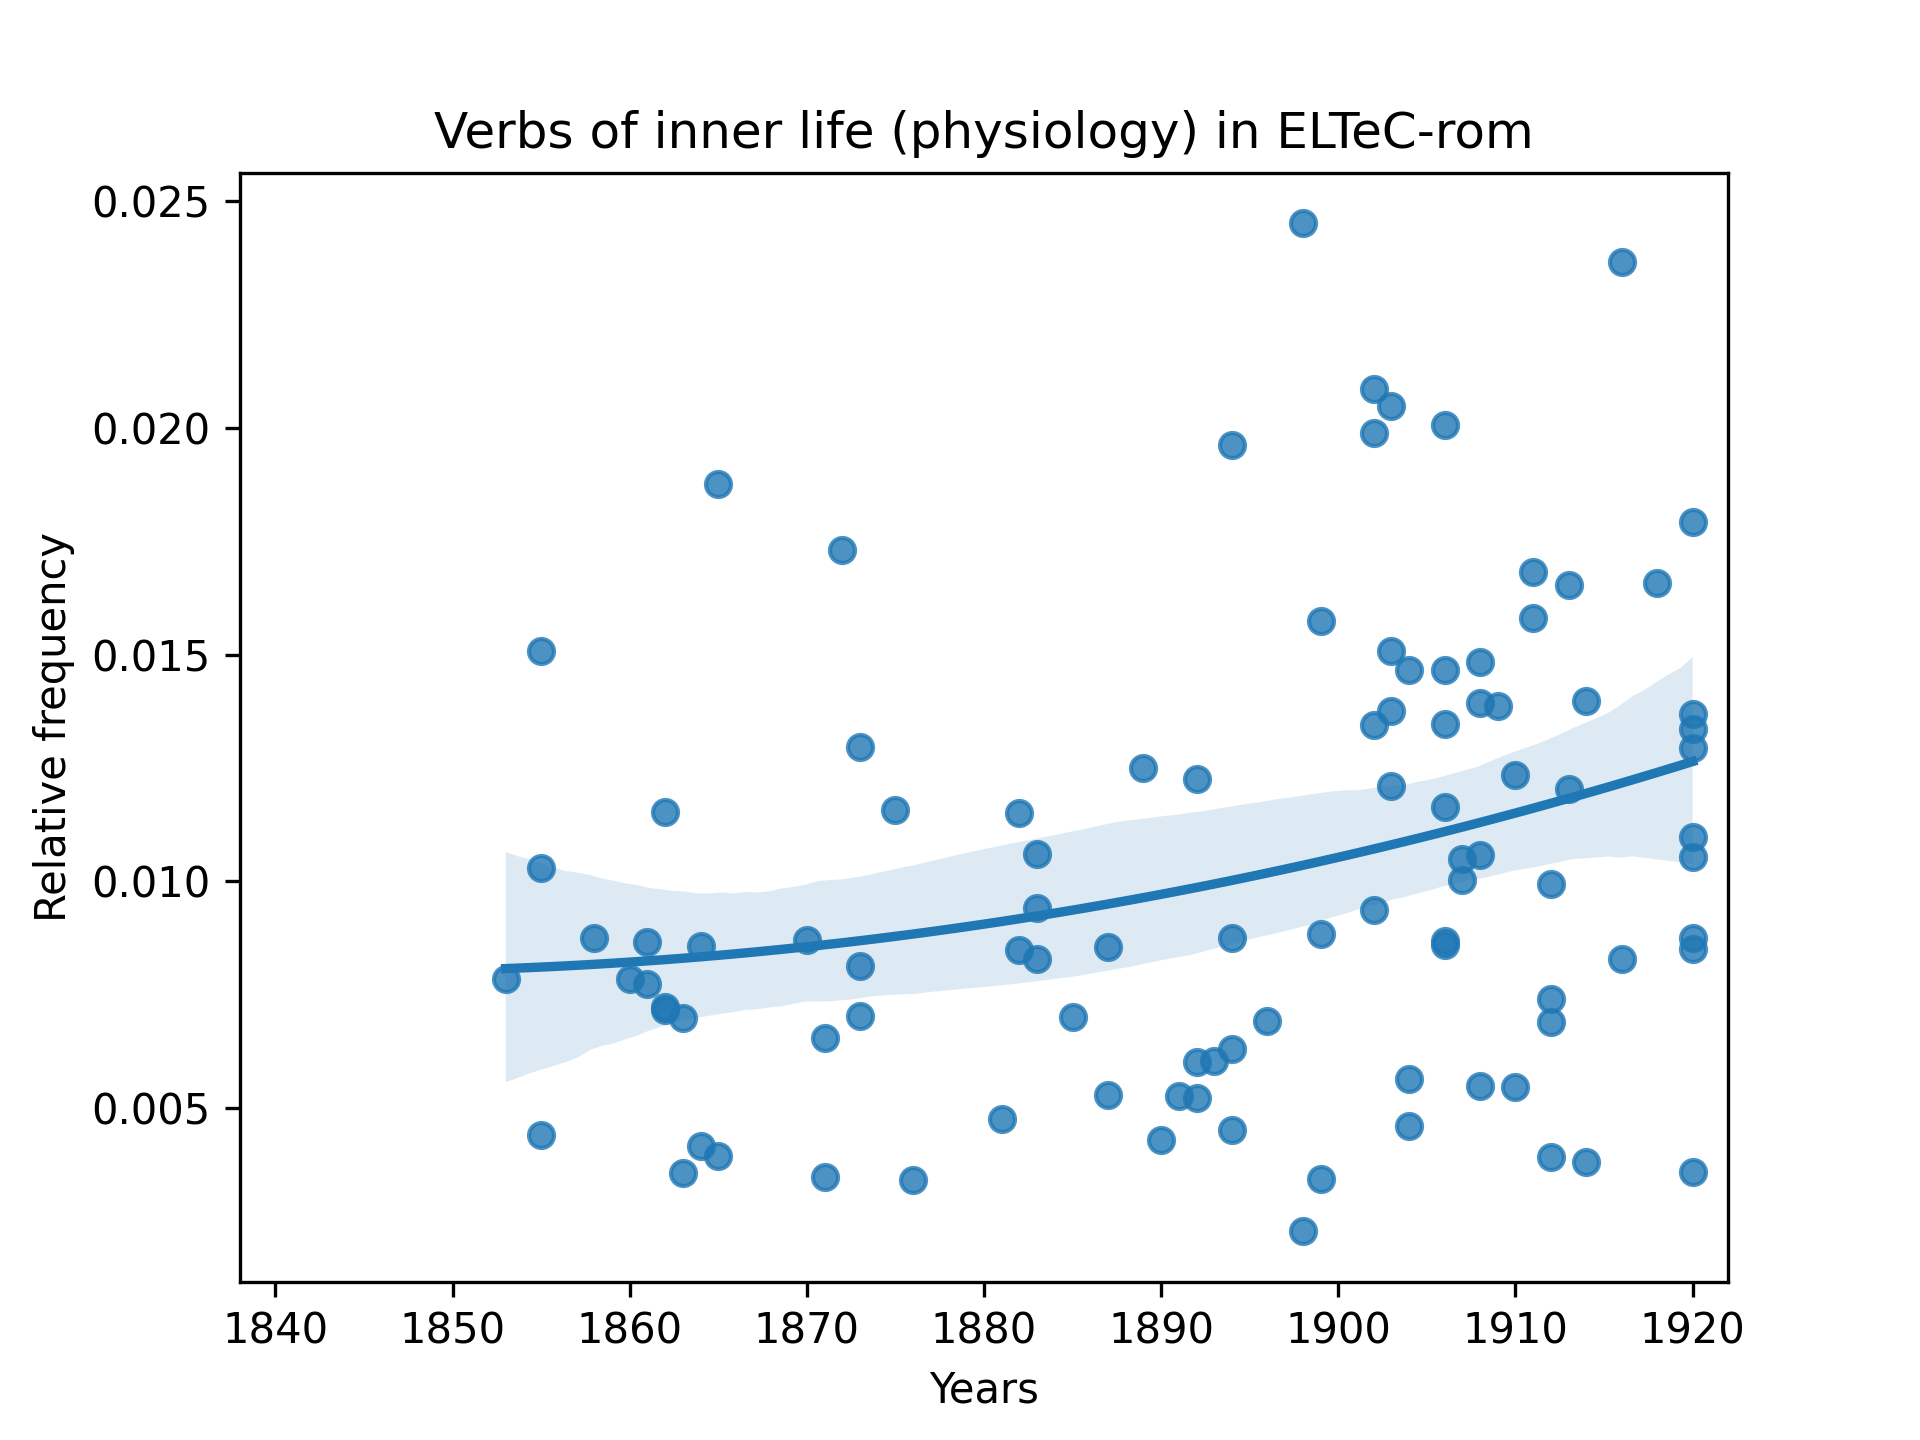 Verbs of inner life (physiology) in ELTeC-rom
0.025
0.020
0.015
0.010
0.005
Relative frequency
1840 1850 1860 1870 1880 1890 1900 1910 1920
Years